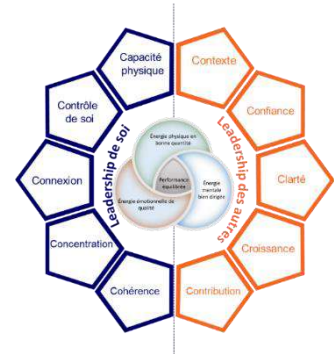 Capacité
physique
Contexte
Contrôle
de soi
Confiance
Connexion
Clarté
Concentration
Croissance
Cohérence
Contribution
Leadership de soi
Leadership des autres
Énergie physique en
bonne quantité
Performance
équilibrée
Énergie émotionnelle de
qualité
Énergie
mentale
bien dirigée